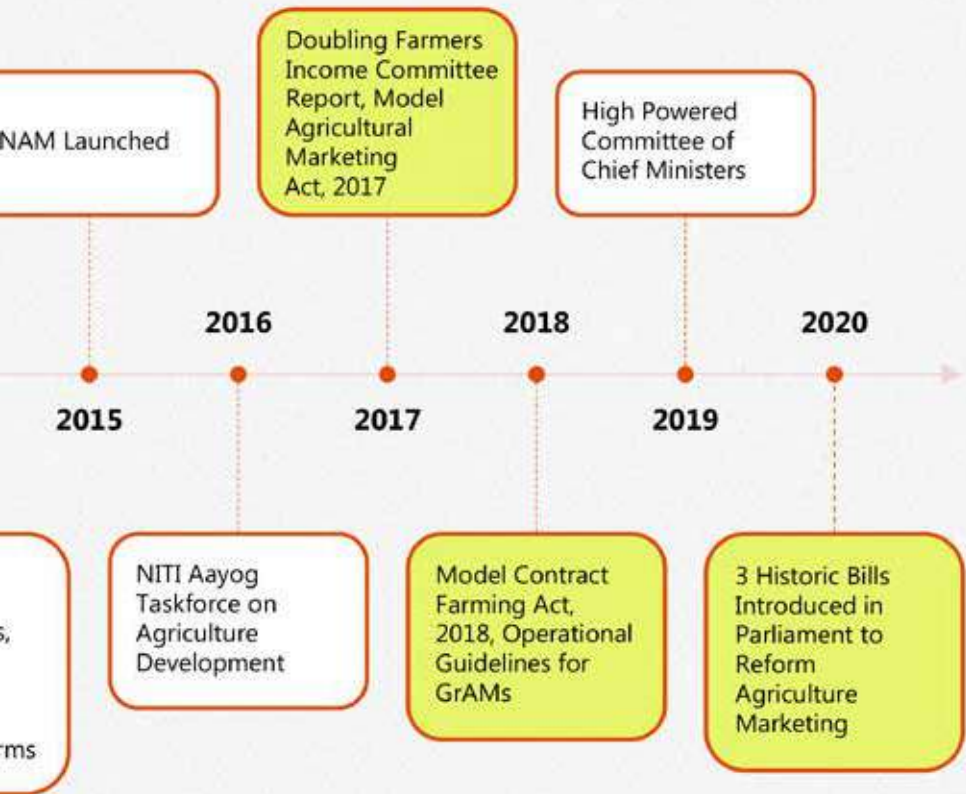 NAM Launched
Doubling Farmers
Income Committee
Report, Model
Agricultural
Marketing
Act, 2017
High Powered
Committee of
Chief Ministers
2016
2018
2020
2015
2017
2019
NITI Aayog
Taskforce on
Agriculture
Development
Model Contract
Farming Act,
2018, Operational
Guidelines for
GrAMs
3 Historic Bills
Introduced in
Parliament to
Reform
Agriculture
Marketing